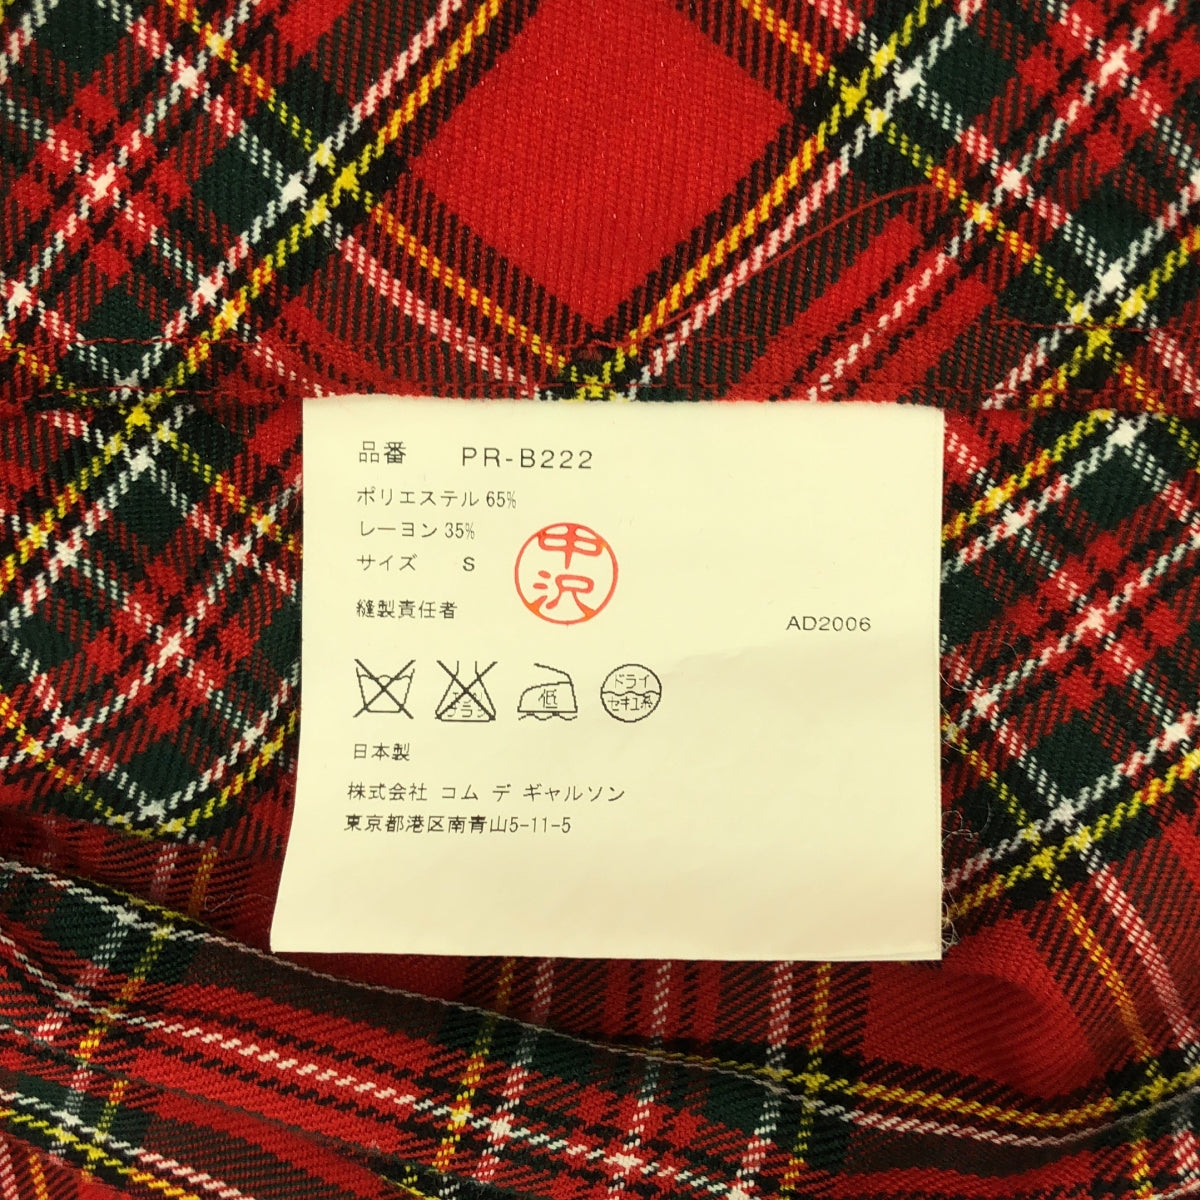 品番 PR-B222
ポリエステル 65%
レーヨン 35%
サイズ S
中沢
縫製責任者
AD2006
低
ドライ
セキユ系
日本製
株式会社 コム デ ギャルソン
東京都港区南青山5-11-5